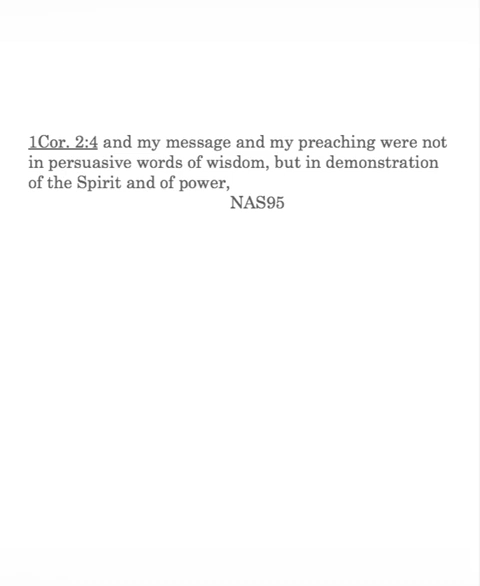 1Cor. 2:4 and my message and my preaching were not
in persuasive words of wisdom, but in demonstration
of the Spirit and of power,
NAS95